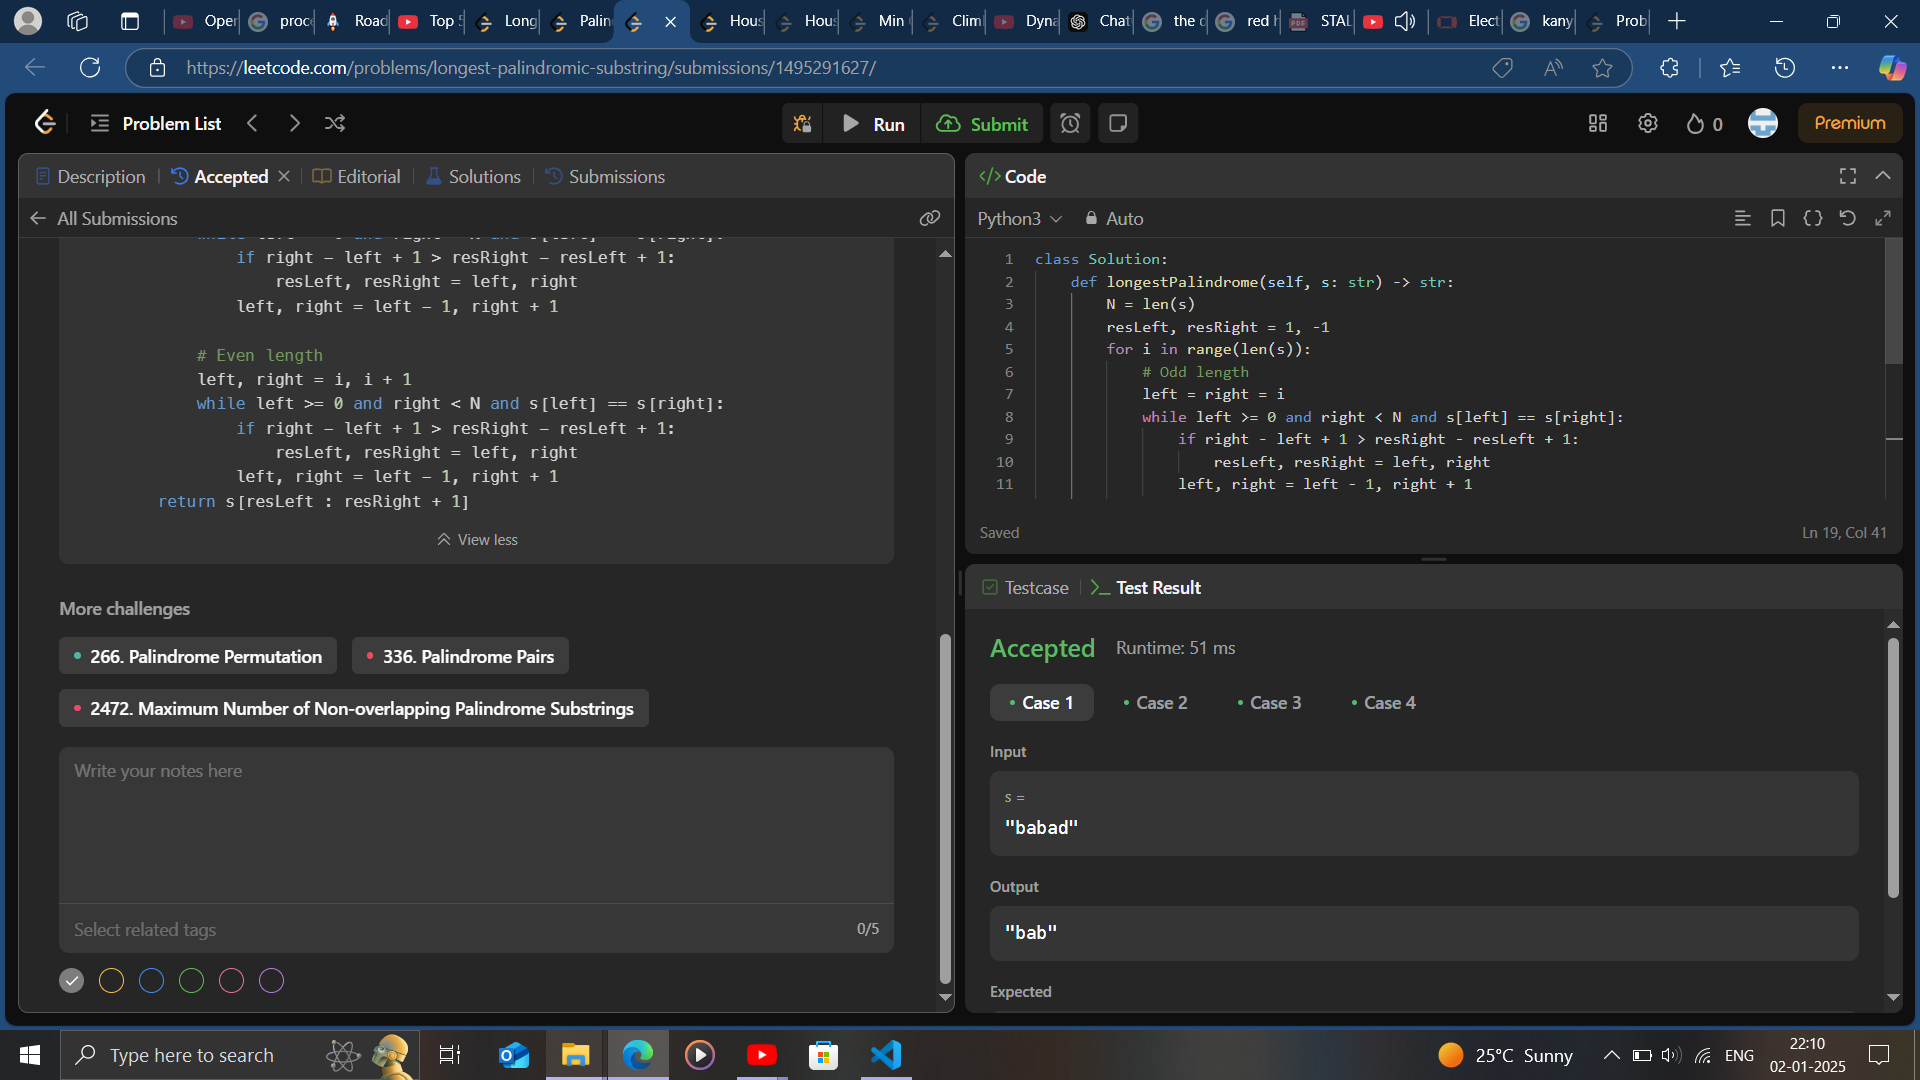 Oper
proce
Road
Top 5
Long
Palin
Hous
Hous
Min
Clim
Dyna
Chat
the d
red h
STAL
Elect
kany
Prob
https://leetcode.com/problems/longest-palindromic-substring/submissions/1495291627/
Problem List
Run
Submit
0
Premium
Description
Accepted
Editorial
Solutions
Submissions
All Submissions
if right – left + 1 > resRight – resLeft + 1:
resLeft, resRight = left, right
left, right = left – 1, right + 1
# Even length
left, right = i, i + 1
while left >= 0 and right < N and s[left] == s[right]:
if right – left + 1 > resRight – resLeft + 1:
resLeft, resRight = left, right
left, right = left – 1, right + 1
return s[resLeft : resRight + 1]
View less
More challenges
266. Palindrome Permutation
336. Palindrome Pairs
2472. Maximum Number of Non-overlapping Palindrome Substrings
Write your notes here
Select related tags
0/5
Code
Python3
Auto
1 class Solution:
2 def longestPalindrome(self, s: str) -> str:
3 N = len(s)
4 resLeft, resRight = 1, -1
5 for i in range(len(s)):
6 # Odd length
7 left = right = i
8 while left >= 0 and right < N and s[left] == s[right]:
9 if right - left + 1 > resRight - resLeft + 1:
10 resLeft, resRight = left, right
11 left, right = left - 1, right + 1
Saved
Ln 19, Col 41
Testcase
Test Result
Accepted
Runtime: 51 ms
Case 1
Case 2
Case 3
Case 4
Input
s =
"babad"
Output
"bab"
Expected
Type here to search
25°C Sunny
ENG
22:10
02-01-2025